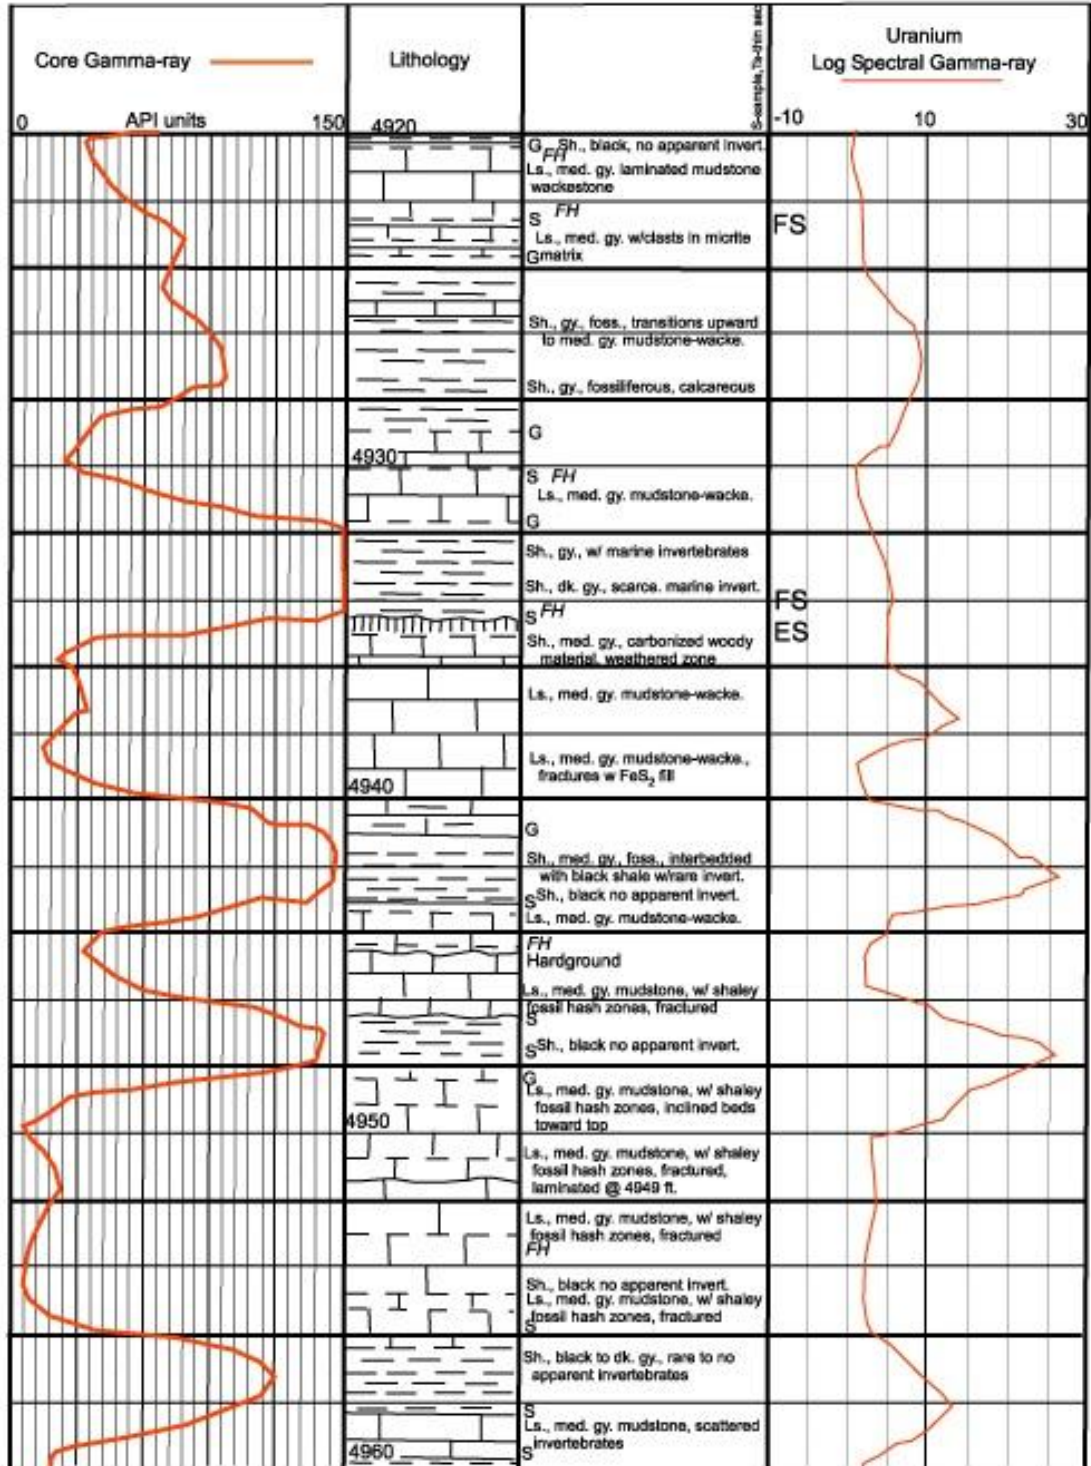 Core Gamma-ray
Lithology
S-sample, Ts-thin sec
Uranium
Log Spectral Gamma-ray
0 API units 150
-10 10 30
4920
G Sh., black, no apparent invert.
FH
Ls., med. gy. laminated mudstone
wackestone
S FH
FS
Ls., med. gy. w/clasts in micrite
G matrix
Sh., gy., foss., transitions upward
to med. gy. mudstone-wacke.
Sh., gy., fossiliferous, calcareous
G
4930
S FH
Ls., med. gy. mudstone-wacke.
G
Sh., gy., w/ marine invertebrates
Sh., dk. gy., scarce. marine invert.
FS
S FH
ES
Sh., med. gy., carbonized woody
material, weathered zone
Ls., med. gy. mudstone-wacke.
Ls., med. gy. mudstone-wacke.,
fractures w FeS₂ fill
4940
G
Sh., med. gy., foss., interbedded
with black shale w/rare invert.
S Sh., black no apparent invert.
Ls., med. gy. mudstone-wacke.
FH
Hardground
Ls., med. gy. mudstone, w/ shaley
fossil hash zones, fractured
S
S Sh., black no apparent invert.
G
Ls., med. gy. mudstone, w/ shaley
fossil hash zones, inclined beds
toward top
4950
Ls., med. gy. mudstone, w/ shaley
fossil hash zones, fractured,
laminated @ 4949 ft.
Ls., med. gy. mudstone, w/ shaley
fossil hash zones, fractured
FH
Sh., black no apparent invert.
Ls., med. gy. mudstone, w/ shaley
fossil hash zones, fractured
S
Sh., black to dk. gy., rare to no
apparent invertebrates
S
Ls., med. gy. mudstone, scattered
invertebrates
4960
S